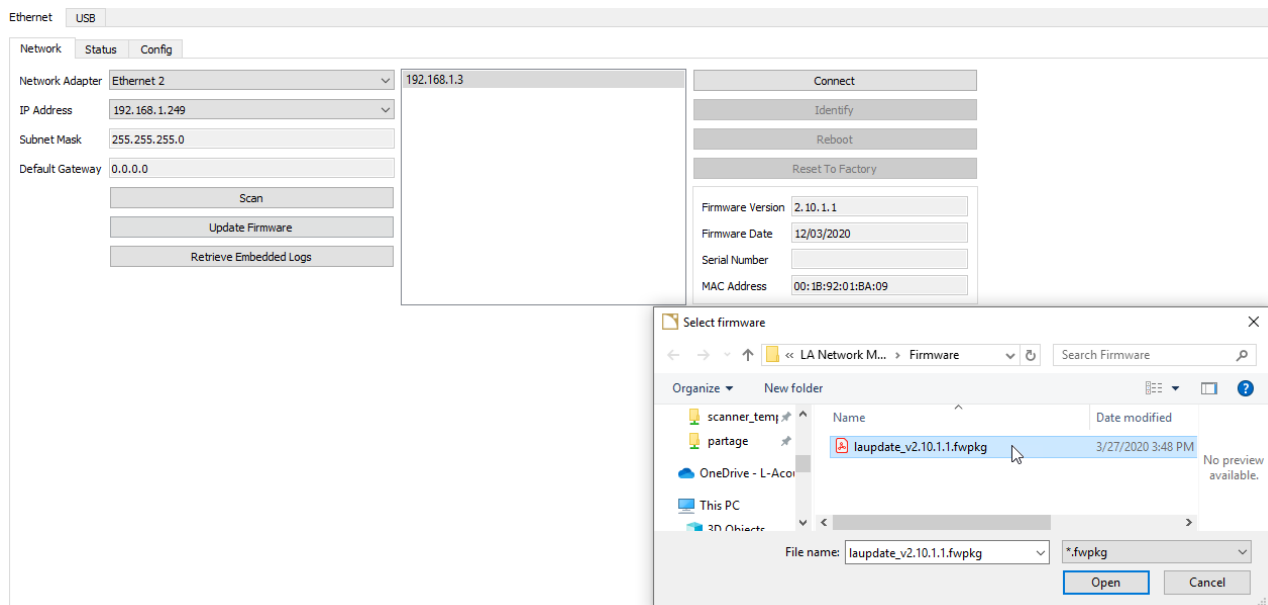 Ethernet USB
Network Status Config
Network Adapter Ethernet 2 192.168.1.3 Connect
IP Address 192.168.1.249 Identify
Subnet Mask 255.255.255.0 Reboot
Default Gateway 0.0.0.0 Reset To Factory
Scan
Update Firmware
Retrieve Embedded Logs
Firmware Version 2.10.1.1
Firmware Date 12/03/2020
Serial Number
MAC Address 00:1B:92:01:BA:09
Select firmware
« LA Network M... › Firmware Search Firmware
Organize New folder
scanner_temp Name Date modified
partage laupdate_v2.10.1.1.fwpkg 3/27/2020 3:48 PM
No preview
available.
OneDrive - L-Acou
This PC
3D Objects
File name: laupdate_v2.10.1.1.fwpkg *.fwpkg
Open Cancel